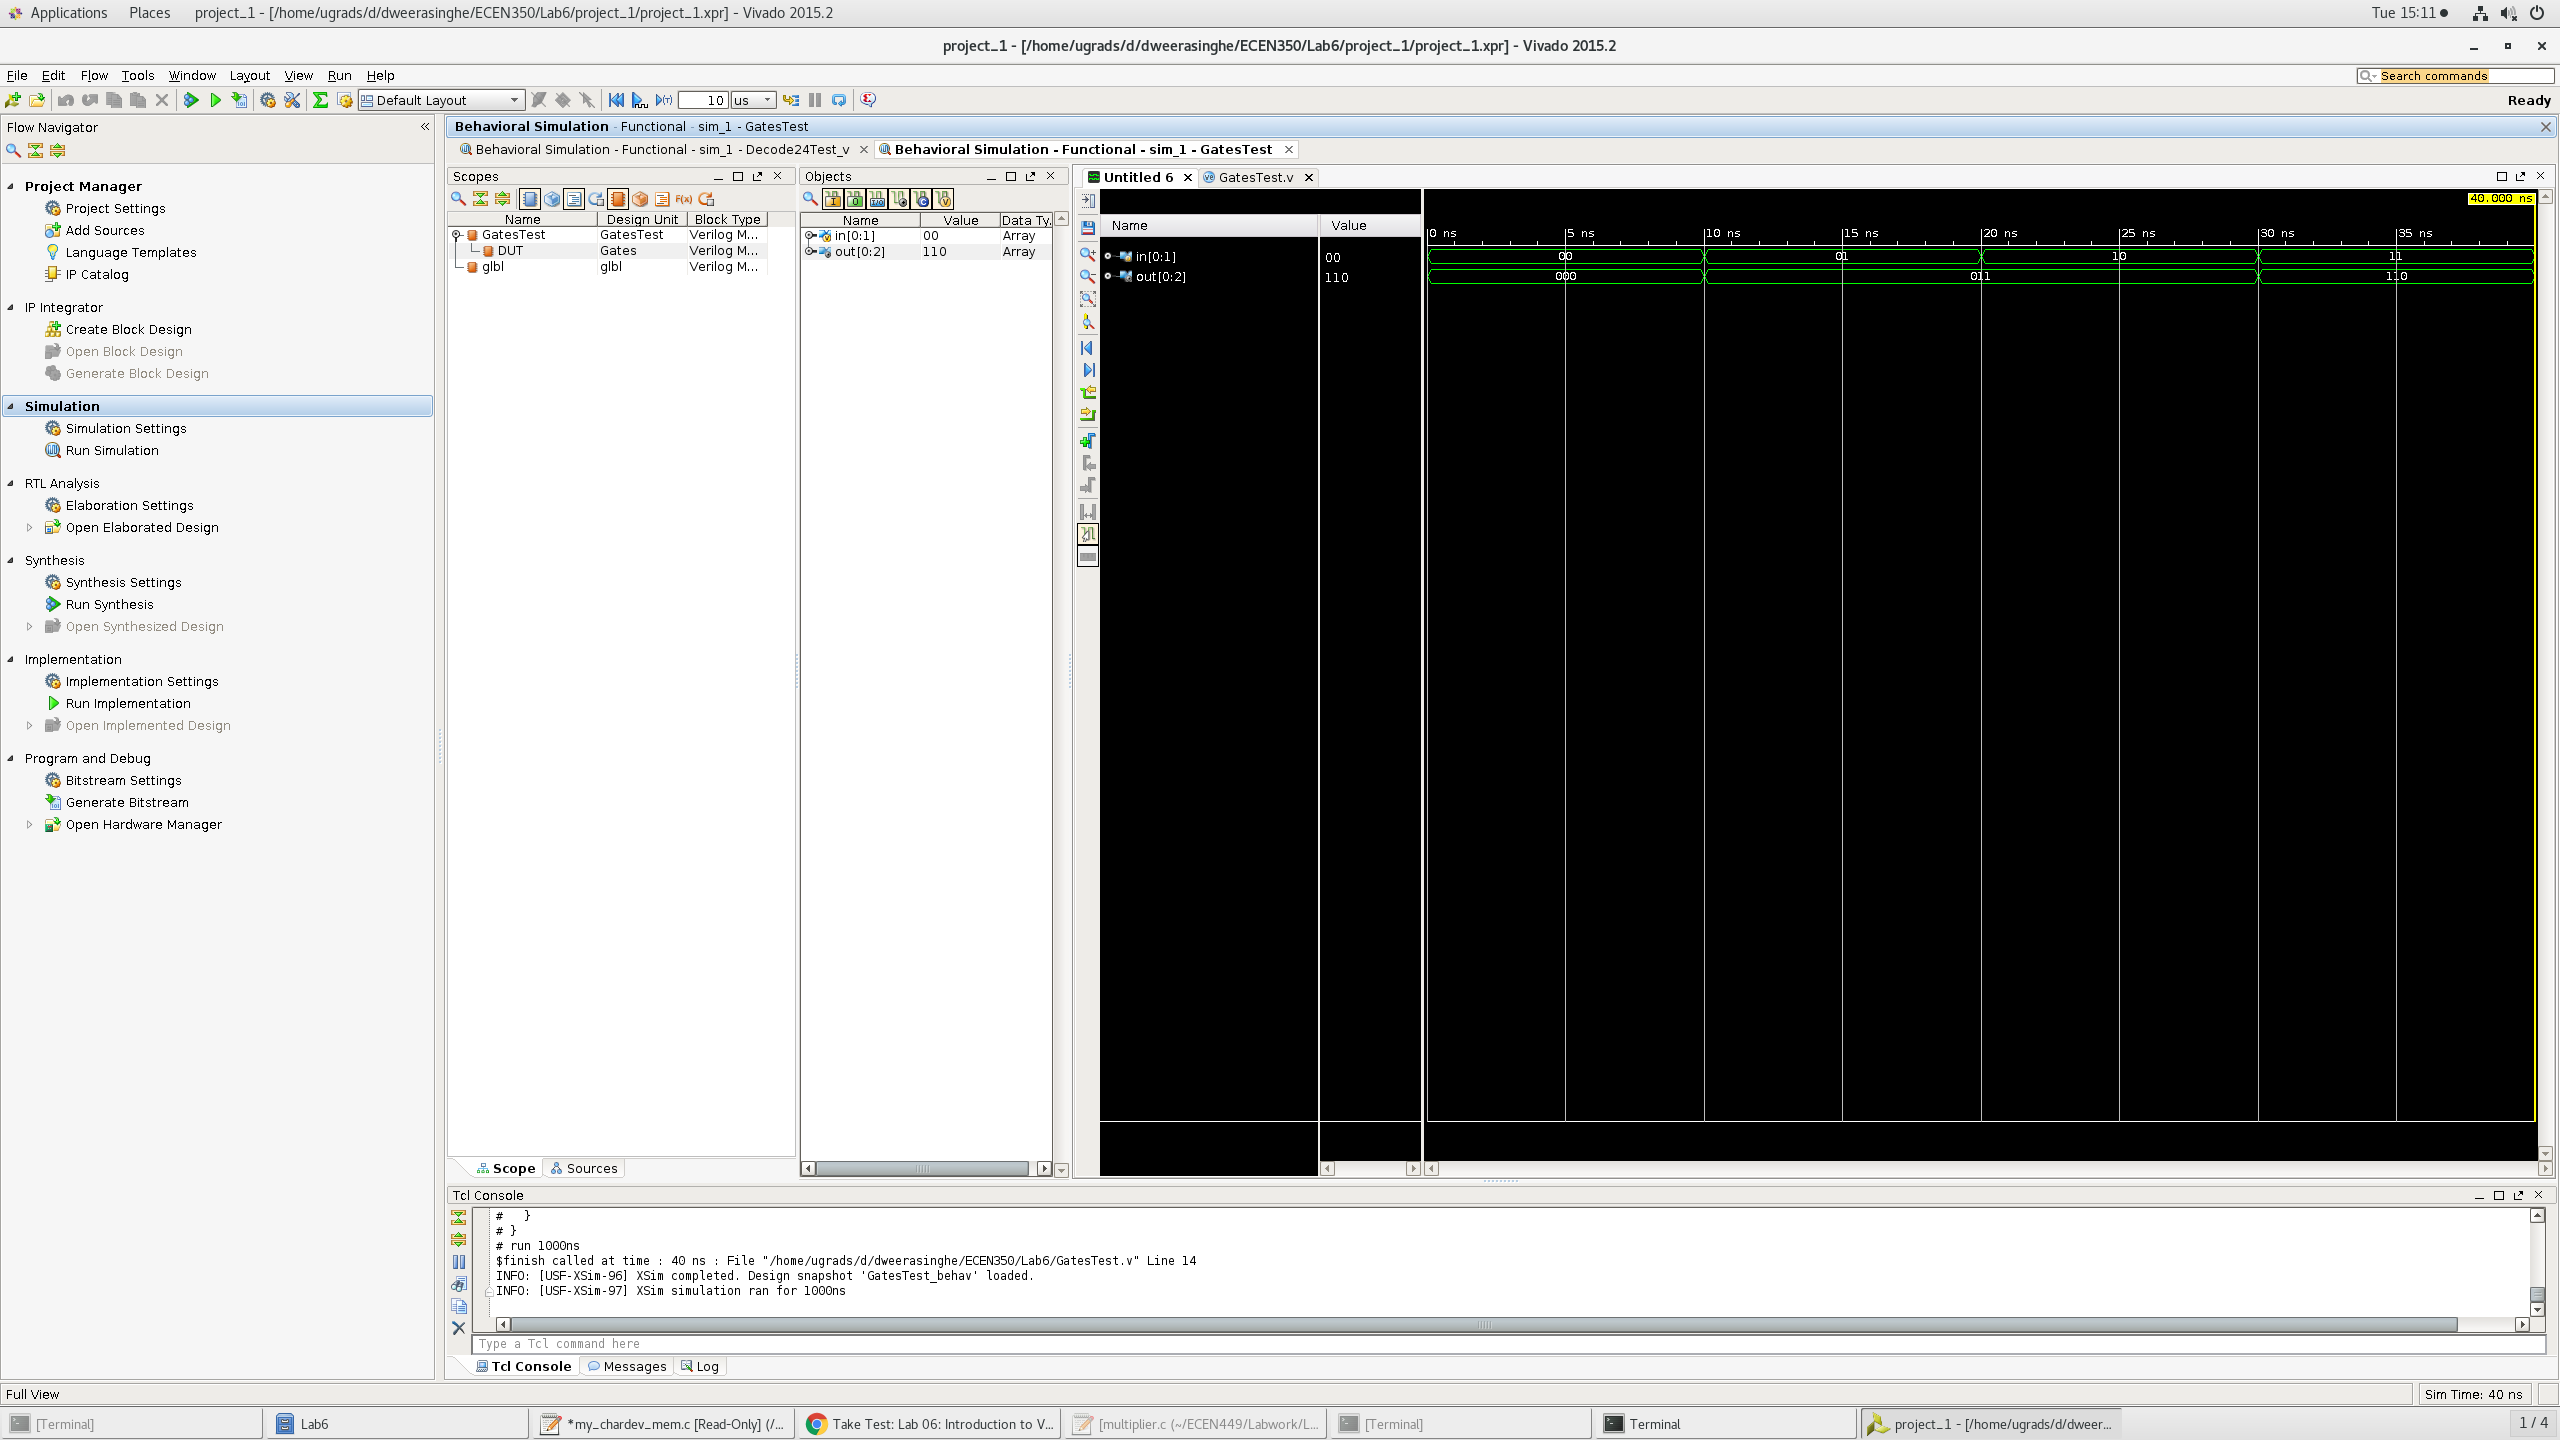 Applications Places project_1 - [/home/ugrads/d/dweerasinghe/ECEN350/Lab6/project_1/project_1.xpr] - Vivado 2015.2 Tue 15:11
project_1 - [/home/ugrads/d/dweerasinghe/ECEN350/Lab6/project_1/project_1.xpr] - Vivado 2015.2
File Edit Flow Tools Window Layout View Run Help Search commands
Default Layout 10 us Ready
Flow Navigator
Project Manager
Project Settings
Add Sources
Language Templates
IP Catalog
IP Integrator
Create Block Design
Open Block Design
Generate Block Design
Simulation
Simulation Settings
Run Simulation
RTL Analysis
Elaboration Settings
Open Elaborated Design
Synthesis
Synthesis Settings
Run Synthesis
Open Synthesized Design
Implementation
Implementation Settings
Run Implementation
Open Implemented Design
Program and Debug
Bitstream Settings
Generate Bitstream
Open Hardware Manager
Behavioral Simulation - Functional - sim_1 - GatesTest
Behavioral Simulation - Functional - sim_1 - Decode24Test_v Behavioral Simulation - Functional - sim_1 - GatesTest
Scopes
F(x)
Name Design Unit Block Type
GatesTest GatesTest Verilog M...
DUT Gates Verilog M...
glbl glbl Verilog M...
Scope Sources
Objects
Name Value Data Ty.
in[0:1] 00 Array
out[0:2] 110 Array
Untitled 6 GatesTest.v
40.000 ns
Name Value
0 ns 5 ns 10 ns 15 ns 20 ns 25 ns 30 ns 35 ns
in[0:1] 00 00 01 10 11
out[0:2] 110 000 011 110
Tcl Console
# }
# }
# run 1000ns
$finish called at time : 40 ns : File "/home/ugrads/d/dweerasinghe/ECEN350/Lab6/GatesTest.v" Line 14
INFO: [USF-XSim-96] XSim completed. Design snapshot 'GatesTest_behav' loaded.
INFO: [USF-XSim-97] XSim simulation ran for 1000ns
Type a Tcl command here
Tcl Console Messages Log
Full View Sim Time: 40 ns
[Terminal] Lab6 *my_chardev_mem.c [Read-Only] (/... Take Test: Lab 06: Introduction to V... [multiplier.c (~/ECEN449/Labwork/L... [Terminal] Terminal project_1 - [/home/ugrads/d/dweer... 1 / 4